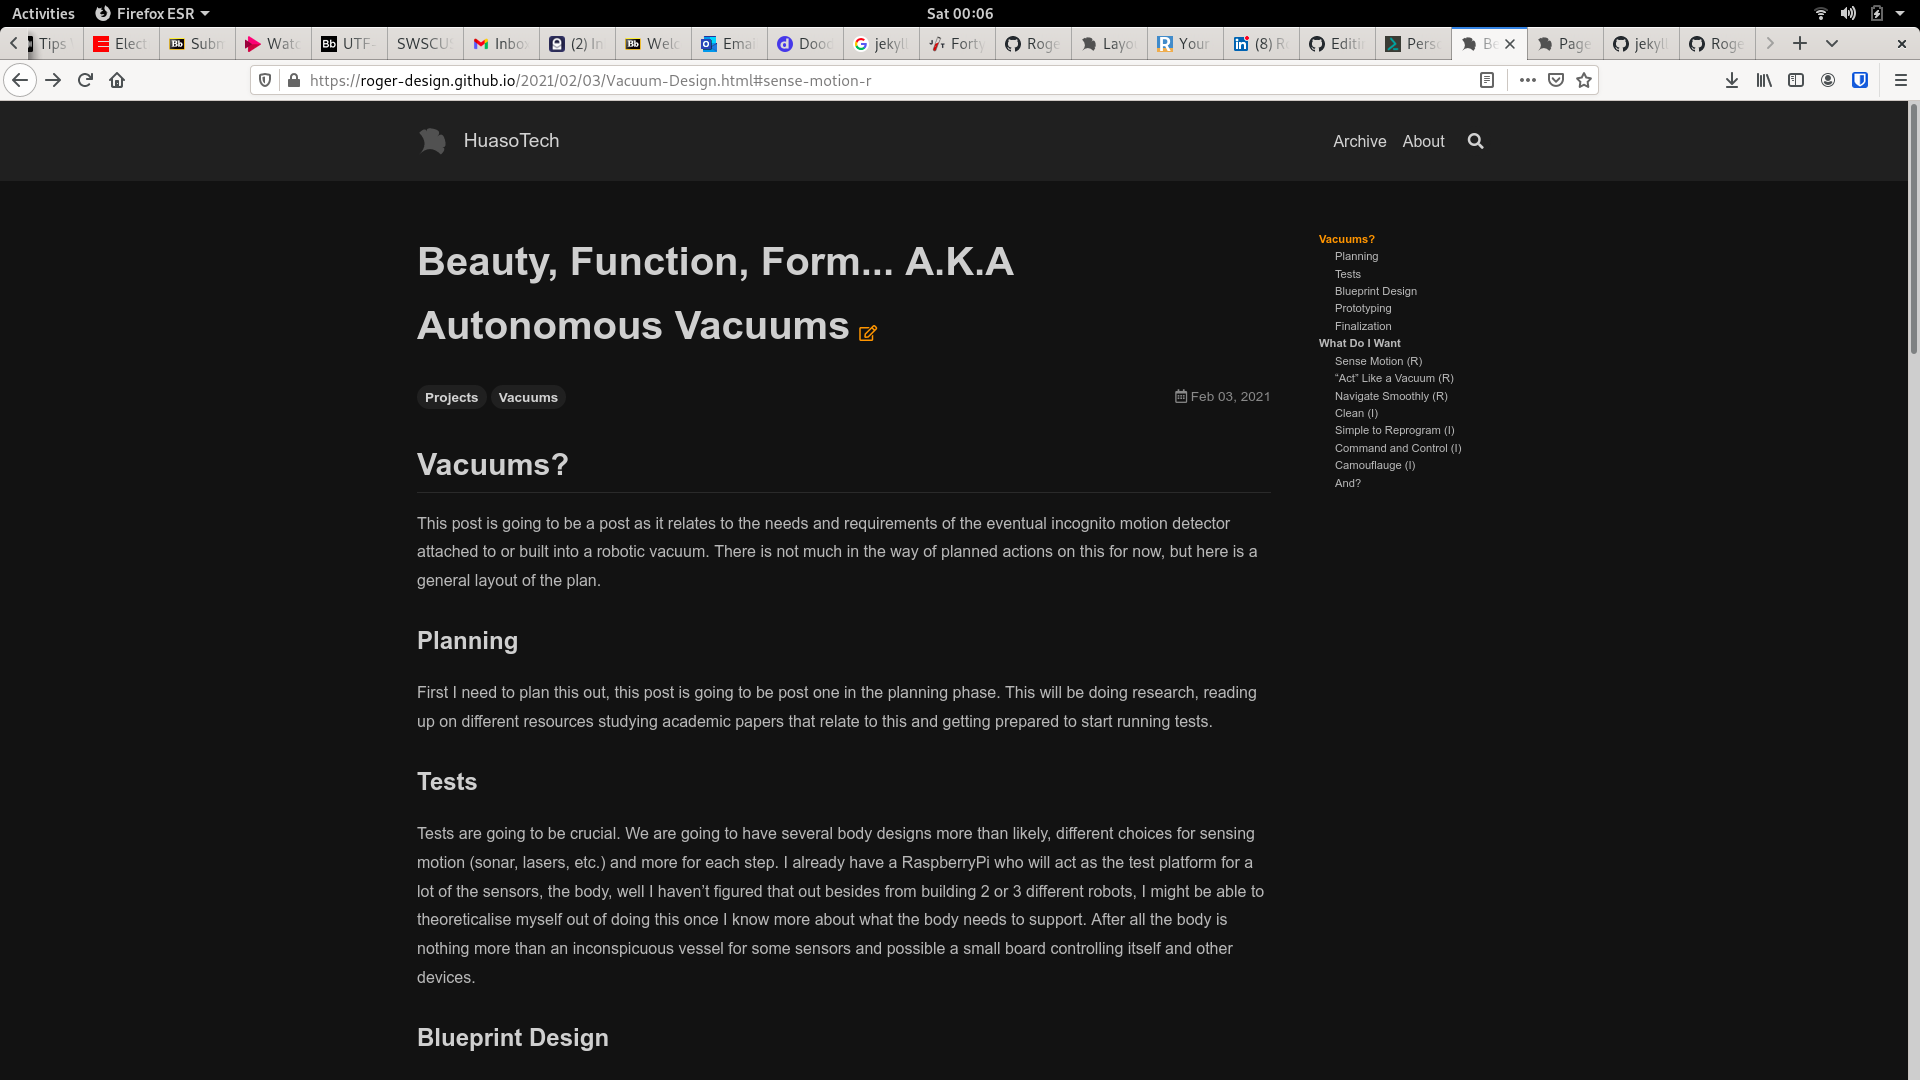 Activities Firefox ESR Sat 00:06
Tips Elect Subn Watc UTF- SWSCUS Inbo (2) In Welc Emai Dood jekyll Forty Roge Layo Your (8) R Editi Perso Be Page jekyll Roge
https://roger-design.github.io/2021/02/03/Vacuum-Design.html#sense-motion-r
HuasoTech Archive About
Beauty, Function, Form... A.K.A
Autonomous Vacuums
Projects Vacuums Feb 03, 2021
Vacuums?
This post is going to be a post as it relates to the needs and requirements of the eventual incognito motion detector
attached to or built into a robotic vacuum. There is not much in the way of planned actions on this for now, but here is a
general layout of the plan.
Planning
First I need to plan this out, this post is going to be post one in the planning phase. This will be doing research, reading
up on different resources studying academic papers that relate to this and getting prepared to start running tests.
Tests
Tests are going to be crucial. We are going to have several body designs more than likely, different choices for sensing
motion (sonar, lasers, etc.) and more for each step. I already have a RaspberryPi who will act as the test platform for a
lot of the sensors, the body, well I haven’t figured that out besides from building 2 or 3 different robots, I might be able to
theoreticalise myself out of doing this once I know more about what the body needs to support. After all the body is
nothing more than an inconspicuous vessel for some sensors and possible a small board controlling itself and other
devices.
Blueprint Design
Vacuums?
Planning
Tests
Blueprint Design
Prototyping
Finalization
What Do I Want
Sense Motion (R)
“Act” Like a Vacuum (R)
Navigate Smoothly (R)
Clean (I)
Simple to Reprogram (I)
Command and Control (I)
Camouflauge (I)
And?